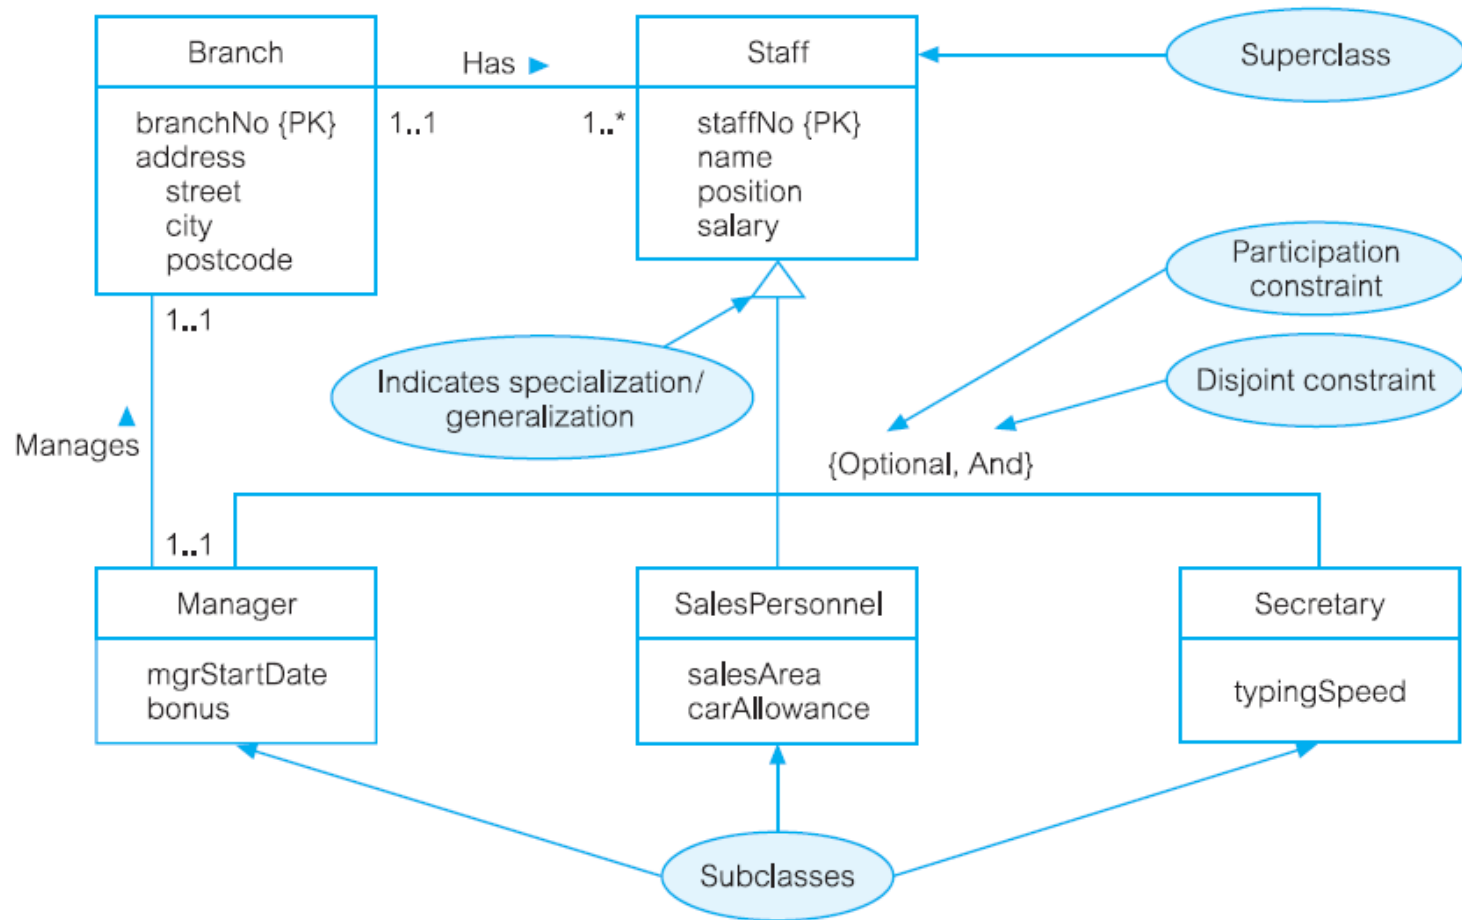 Branch
Has ►
Staff
Superclass
branchNo {PK}
address
street
city
postcode
1..1
1..*
staffNo {PK}
name
position
salary
Participation
constraint
1..1
Indicates specialization/
generalization
Disjoint constraint
▲
Manages
{Optional, And}
1..1
Manager
mgrStartDate
bonus
SalesPersonnel
salesArea
carAllowance
Secretary
typingSpeed
Subclasses